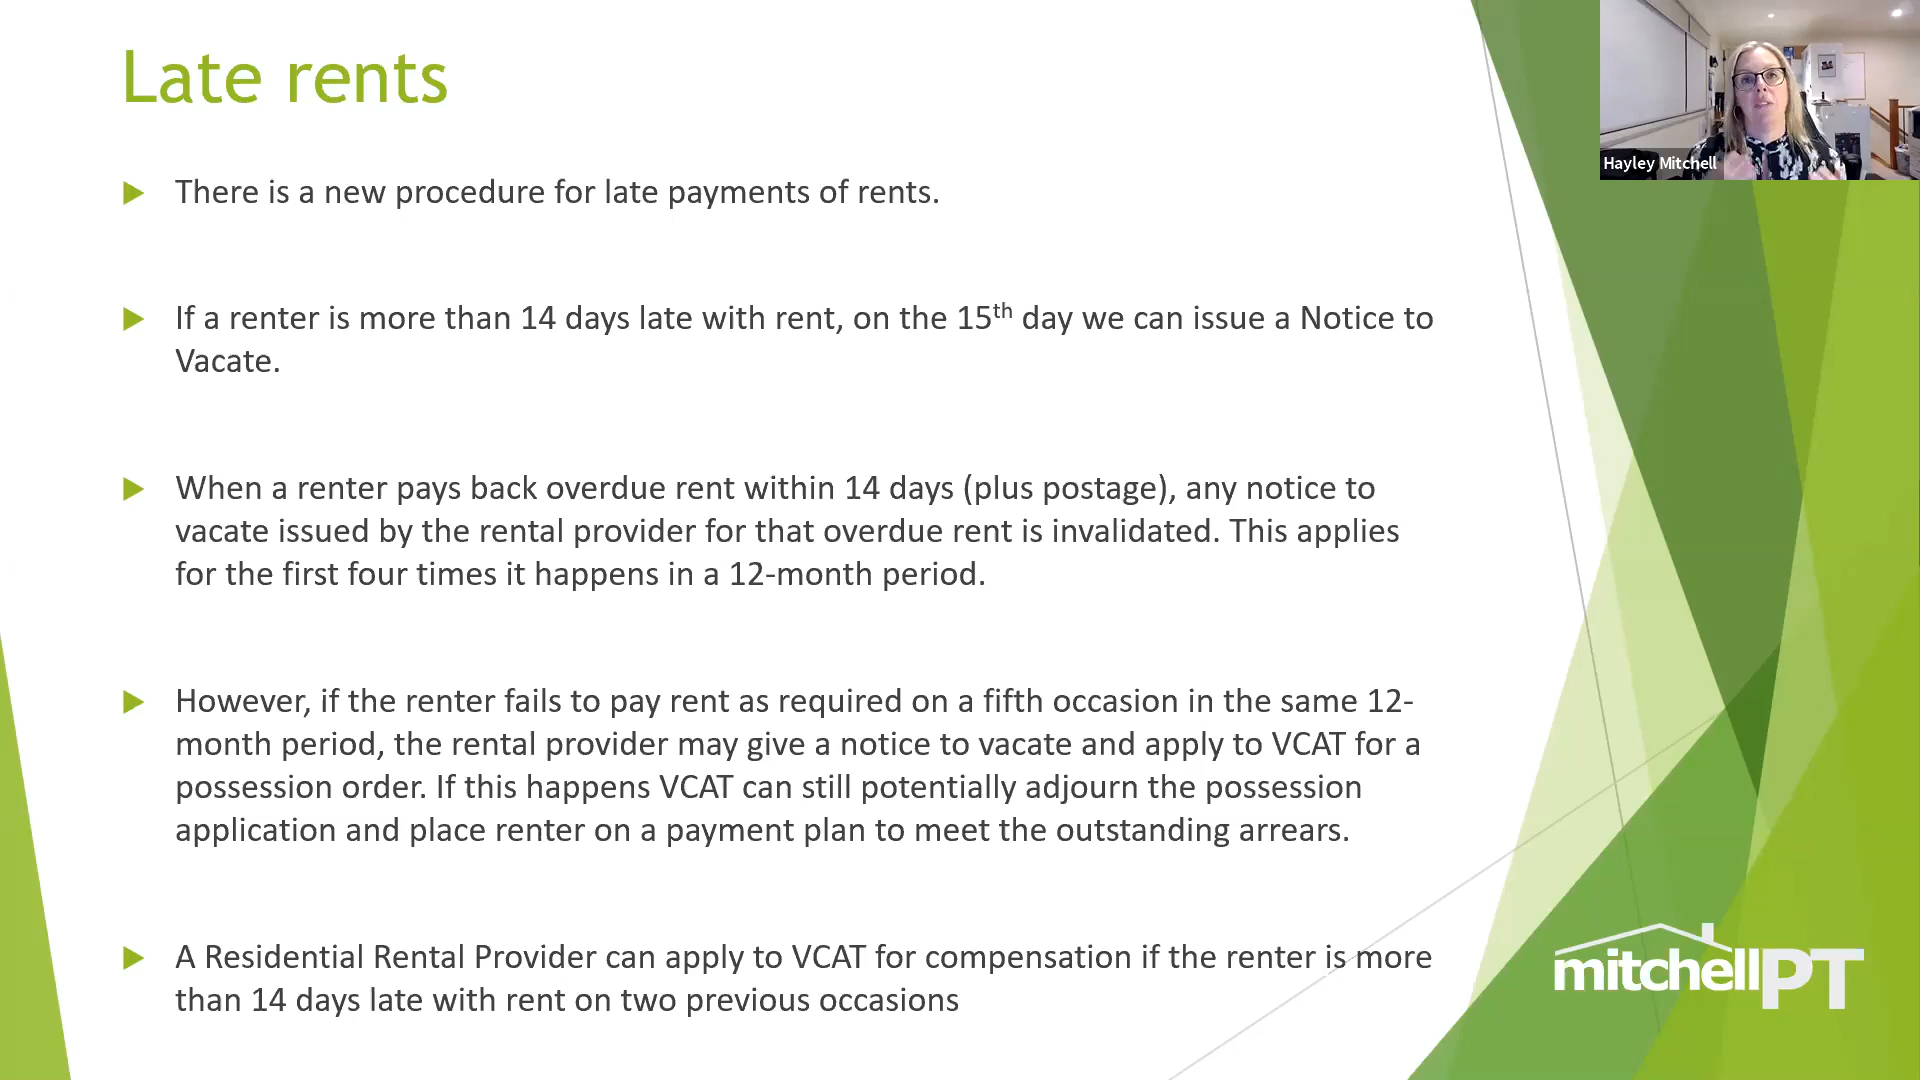 Late rents
Hayley Mitchell
There is a new procedure for late payments of rents.
If a renter is more than 14 days late with rent, on the 15th day we can issue a Notice to
Vacate.
When a renter pays back overdue rent within 14 days (plus postage), any notice to
vacate issued by the rental provider for that overdue rent is invalidated. This applies
for the first four times it happens in a 12-month period.
However, if the renter fails to pay rent as required on a fifth occasion in the same 12-
month period, the rental provider may give a notice to vacate and apply to VCAT for a
possession order. If this happens VCAT can still potentially adjourn the possession
application and place renter on a payment plan to meet the outstanding arrears.
A Residential Rental Provider can apply to VCAT for compensation if the renter is more
than 14 days late with rent on two previous occasions
mitchellPT